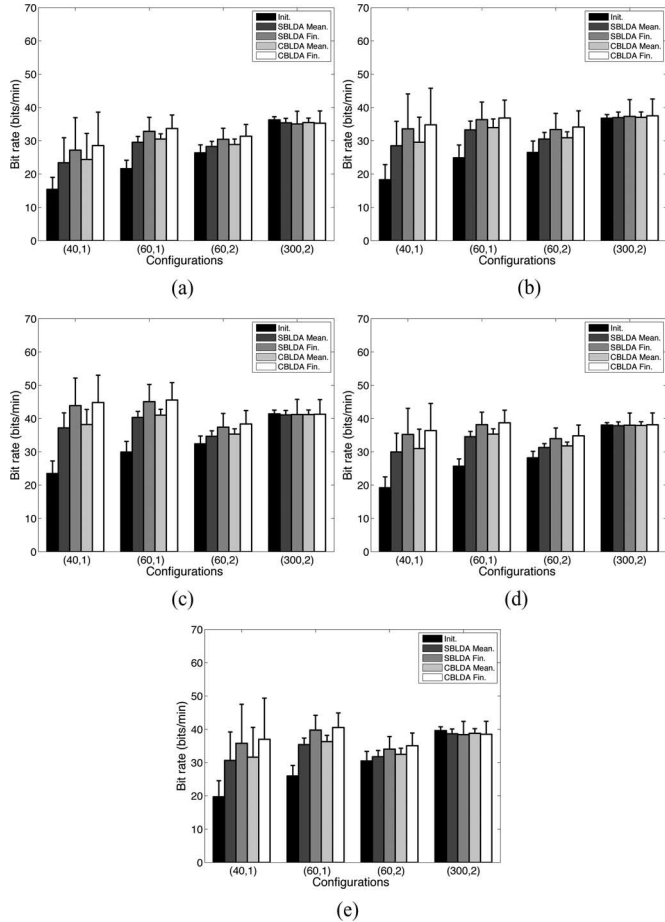 70
60
50
40
30
20
10
0
Bit rate (bits/min)
Init.
SBLDA Mean.
SBLDA Fin.
CBLDA Mean.
CBLDA Fin.
(40,1) (60,1) (60,2) (300,2)
Configurations
(a)
70
60
50
40
30
20
10
0
Bit rate (bits/min)
Init.
SBLDA Mean.
SBLDA Fin.
CBLDA Mean.
CBLDA Fin.
(40,1) (60,1) (60,2) (300,2)
Configurations
(b)
70
60
50
40
30
20
10
0
Bit rate (bits/min)
Init.
SBLDA Mean.
SBLDA Fin.
CBLDA Mean.
CBLDA Fin.
(40,1) (60,1) (60,2) (300,2)
Configurations
(c)
70
60
50
40
30
20
10
0
Bit rate (bits/min)
Init.
SBLDA Mean.
SBLDA Fin.
CBLDA Mean.
CBLDA Fin.
(40,1) (60,1) (60,2) (300,2)
Configurations
(d)
70
60
50
40
30
20
10
0
Bit rate (bits/min)
Init.
SBLDA Mean.
SBLDA Fin.
CBLDA Mean.
CBLDA Fin.
(40,1) (60,1) (60,2) (300,2)
Configurations
(e)